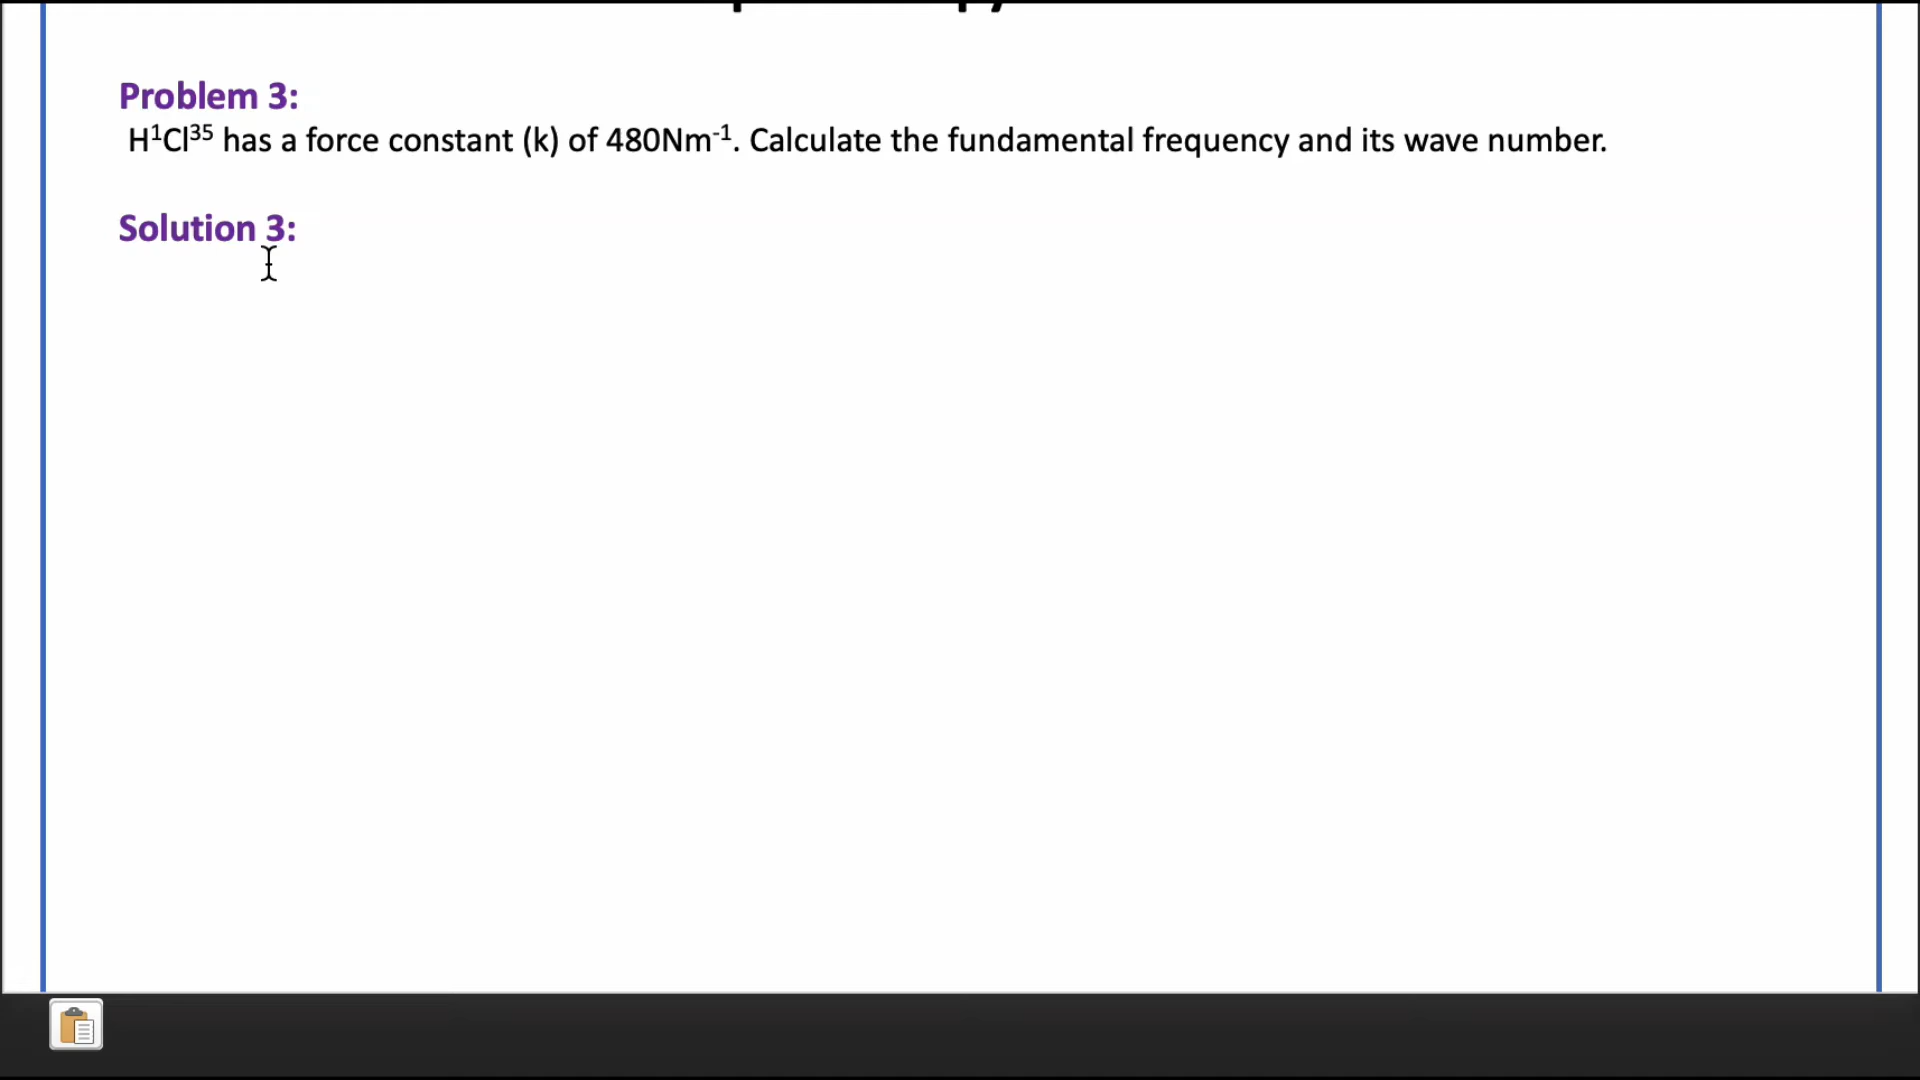 Problem 3:
H¹Cl³⁵ has a force constant (k) of 480Nm⁻¹. Calculate the fundamental frequency and its wave number.
Solution 3: